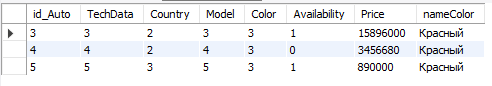 id_Auto TechData Country Model Color Availability Price nameColor
3 3 2 3 3 1 15896000 Красный
4 4 2 4 3 0 3456680 Красный
5 5 3 5 3 1 890000 Красный